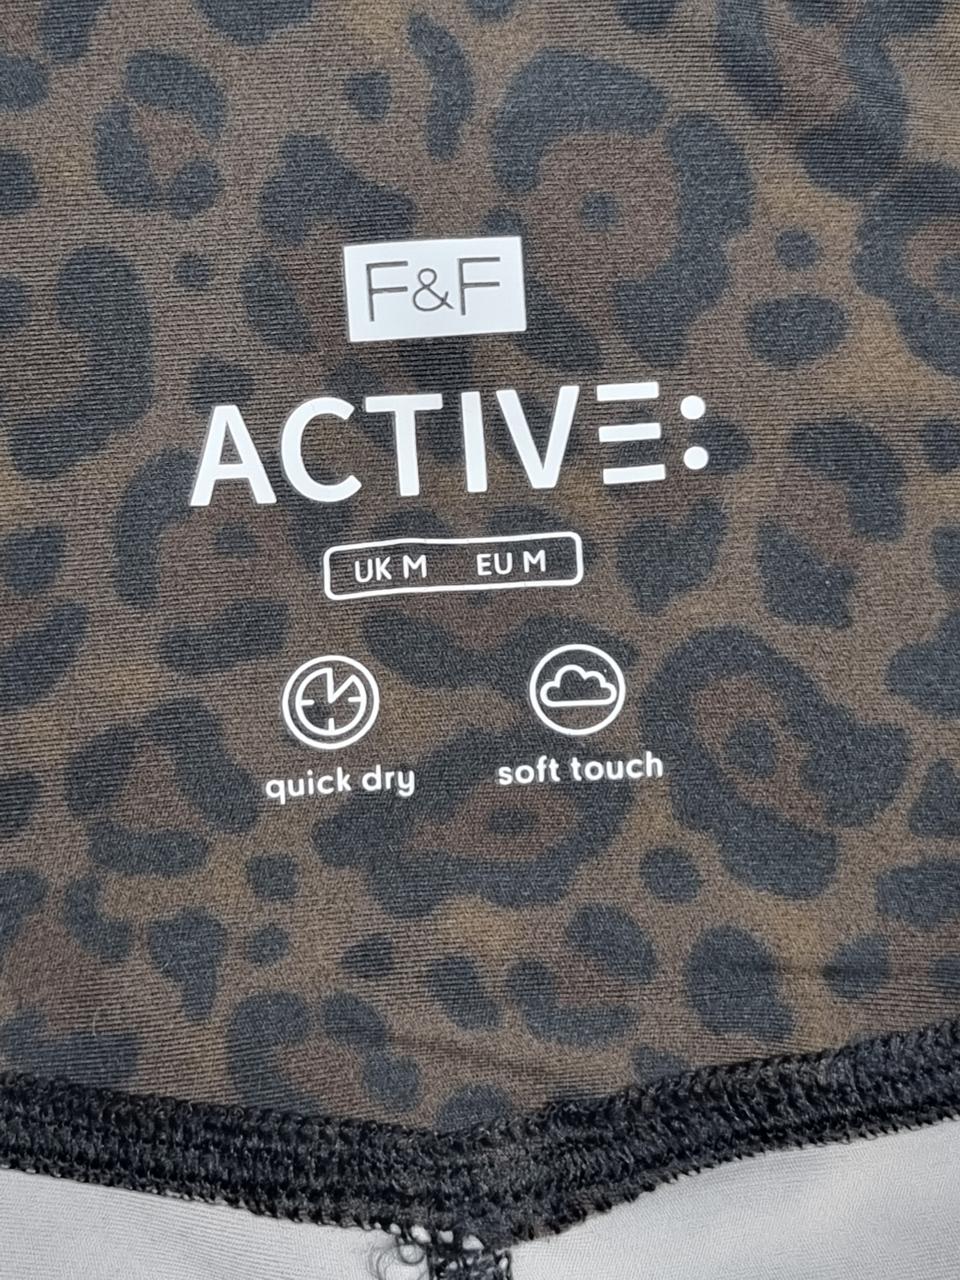 F&F
ACTIVE:
UK M EU M
quick dry soft touch